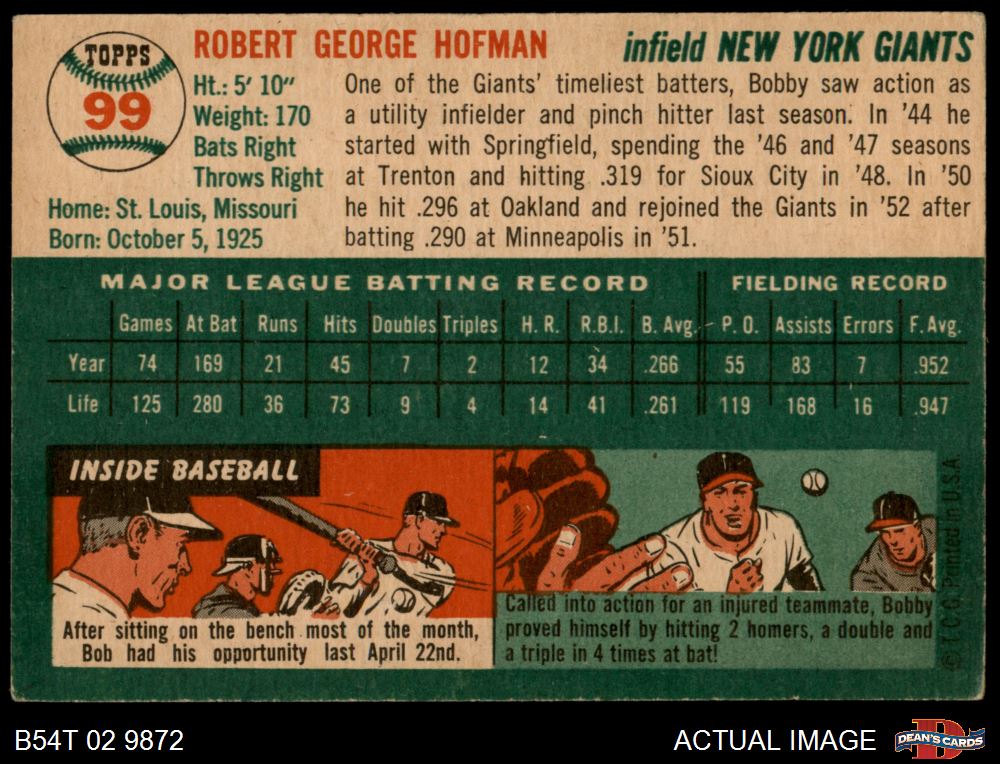 TOPPS
99
ROBERT GEORGE HOFMAN
infield NEW YORK GIANTS
Ht.: 5' 10"
Weight: 170
Bats Right
Throws Right
Home: St. Louis, Missouri
Born: October 5, 1925
One of the Giants' timeliest batters, Bobby saw action as
a utility infielder and pinch hitter last season. In '44 he
started with Springfield, spending the '46 and '47 seasons
at Trenton and hitting .319 for Sioux City in '48. In '50
he hit .296 at Oakland and rejoined the Giants in '52 after
batting .290 at Minneapolis in '51.
MAJOR LEAGUE BATTING RECORD FIELDING RECORD
Games At Bat Runs Hits Doubles Triples H. R. R.B.I. B. Avg. P. O. Assists Errors F. Avg.
Year 74 169 21 45 7 2 12 34 .266 55 83 7 .952
Life 125 280 36 73 9 4 14 41 .261 119 168 16 .947
INSIDE BASEBALL
After sitting on the bench most of the month,
Bob had his opportunity last April 22nd.
Called into action for an injured teammate, Bobby
proved himself by hitting 2 homers, a double and
a triple in 4 times at bat!
© T.C.G. Printed in U.S.A.
B54T 02 9872
ACTUAL IMAGE
D
DEAN'S CARDS